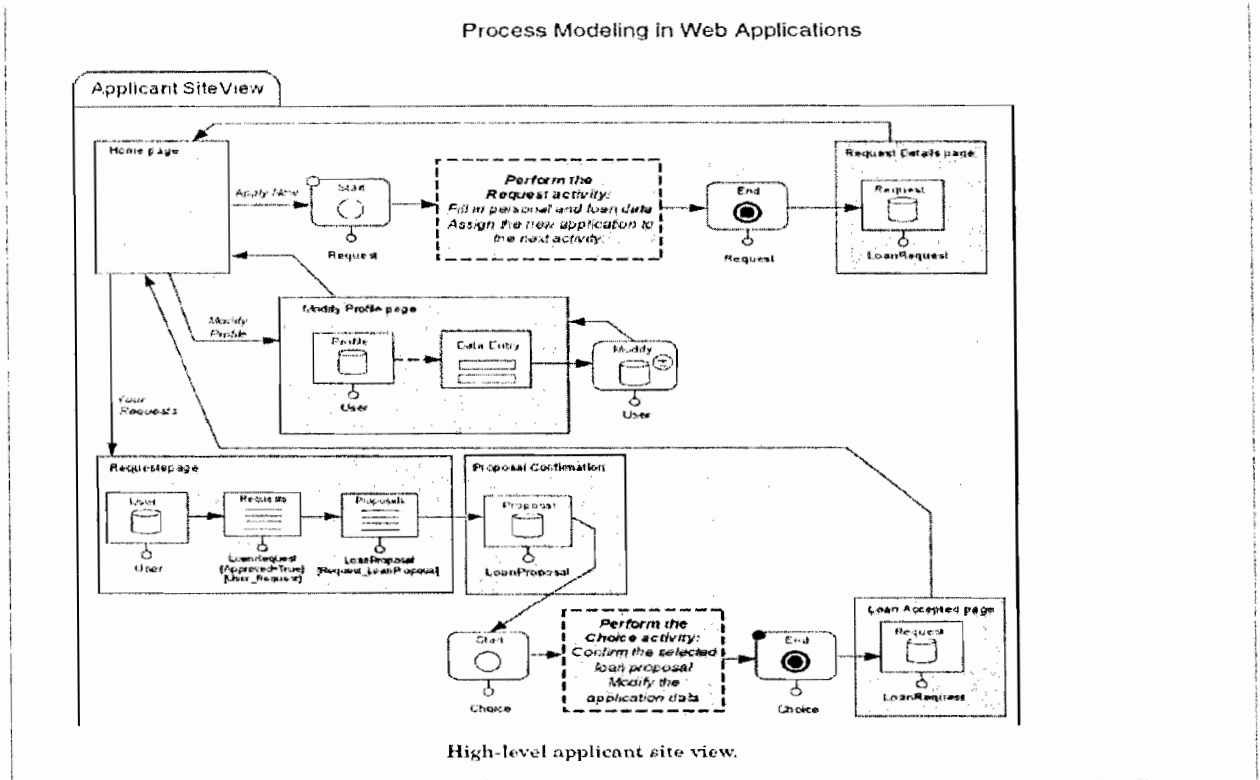 Process Modeling in Web Applications
Applicant SiteView
Home page
Request Details page
Apply Now
Start
Request
Perform the
Request activity:
Fill in personal and loan data
Assign the new application to
the next activity.
End
Request
Request
LoanRequest
Modify
Profile
Modify Profile page
Profile
User
Data Entry
Modify
User
Your
Requests
Requestspage
User
User
Requests
LoanRequest
[Approved=True]
[User_Request]
Proposals
LoanProposal
[Request_LoanProposal]
Proposal Confirmation
Proposal
LoanProposal
Start
Choice
Perform the
Choice activity:
Confirm the selected
loan proposal
Modify the
application data
End
Choice
Loan Accepted page
Request
LoanRequest
High-level applicant site view.